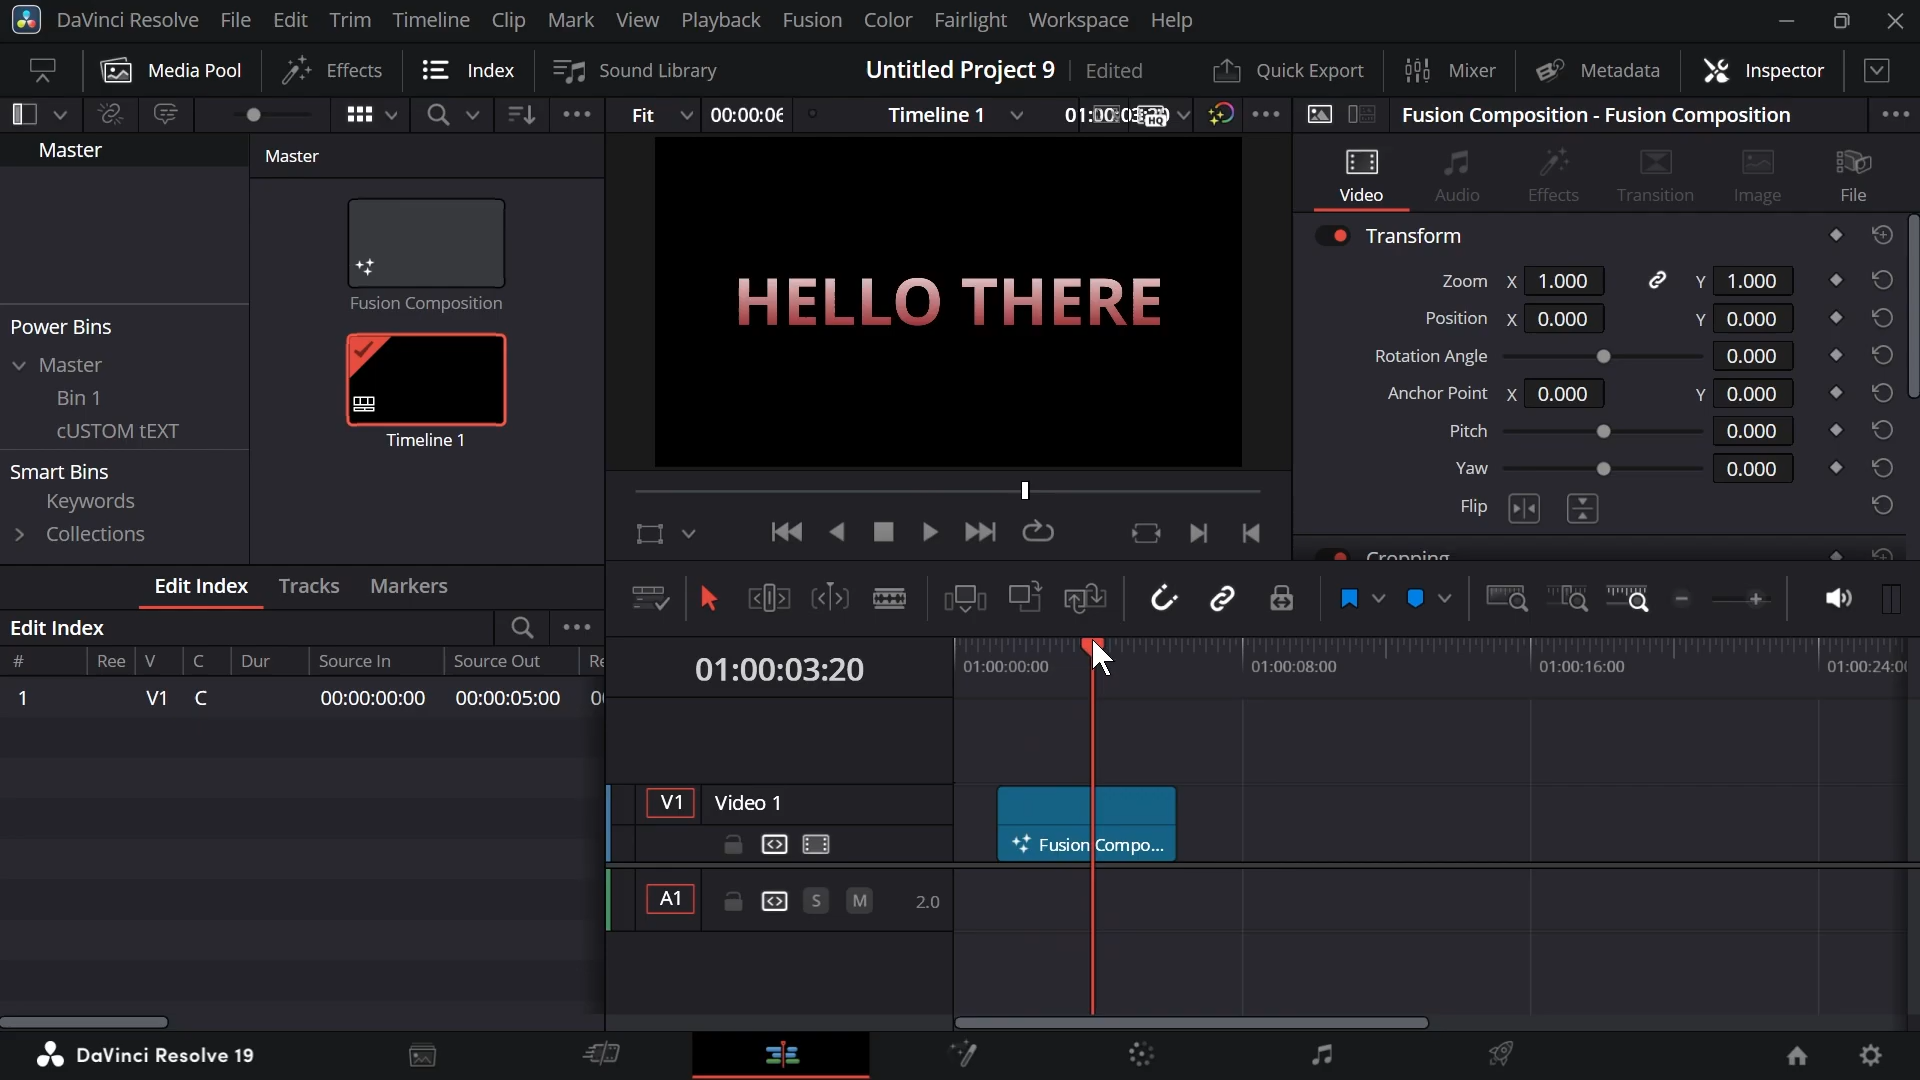 DaVinci Resolve File Edit Trim Timeline Clip Mark View Playback Fusion Color Fairlight Workspace Help
Media Pool Effects Index Sound Library Untitled Project 9 Edited Quick Export Mixer Metadata Inspector
Fit 00:00:06 Timeline 1 01:00:03:20 Fusion Composition - Fusion Composition
Master
Master
Fusion Composition
Timeline 1
Power Bins
Master
Bin 1
cUSTOM tEXT
Smart Bins
Keywords
Collections
HELLO THERE
Video Audio Effects Transition Image File
Transform
Zoom X 1.000 Y 1.000
Position X 0.000 Y 0.000
Rotation Angle 0.000
Anchor Point X 0.000 Y 0.000
Pitch 0.000
Yaw 0.000
Flip
Cropping
Edit Index Tracks Markers
Edit Index
# Ree V C Dur Source In Source Out Re
1 V1 C 00:00:00:00 00:00:05:00 00
01:00:03:20
01:00:00:00 01:00:08:00 01:00:16:00 01:00:24:0
V1 Video 1
Fusion Compo...
A1 S M 2.0
DaVinci Resolve 19